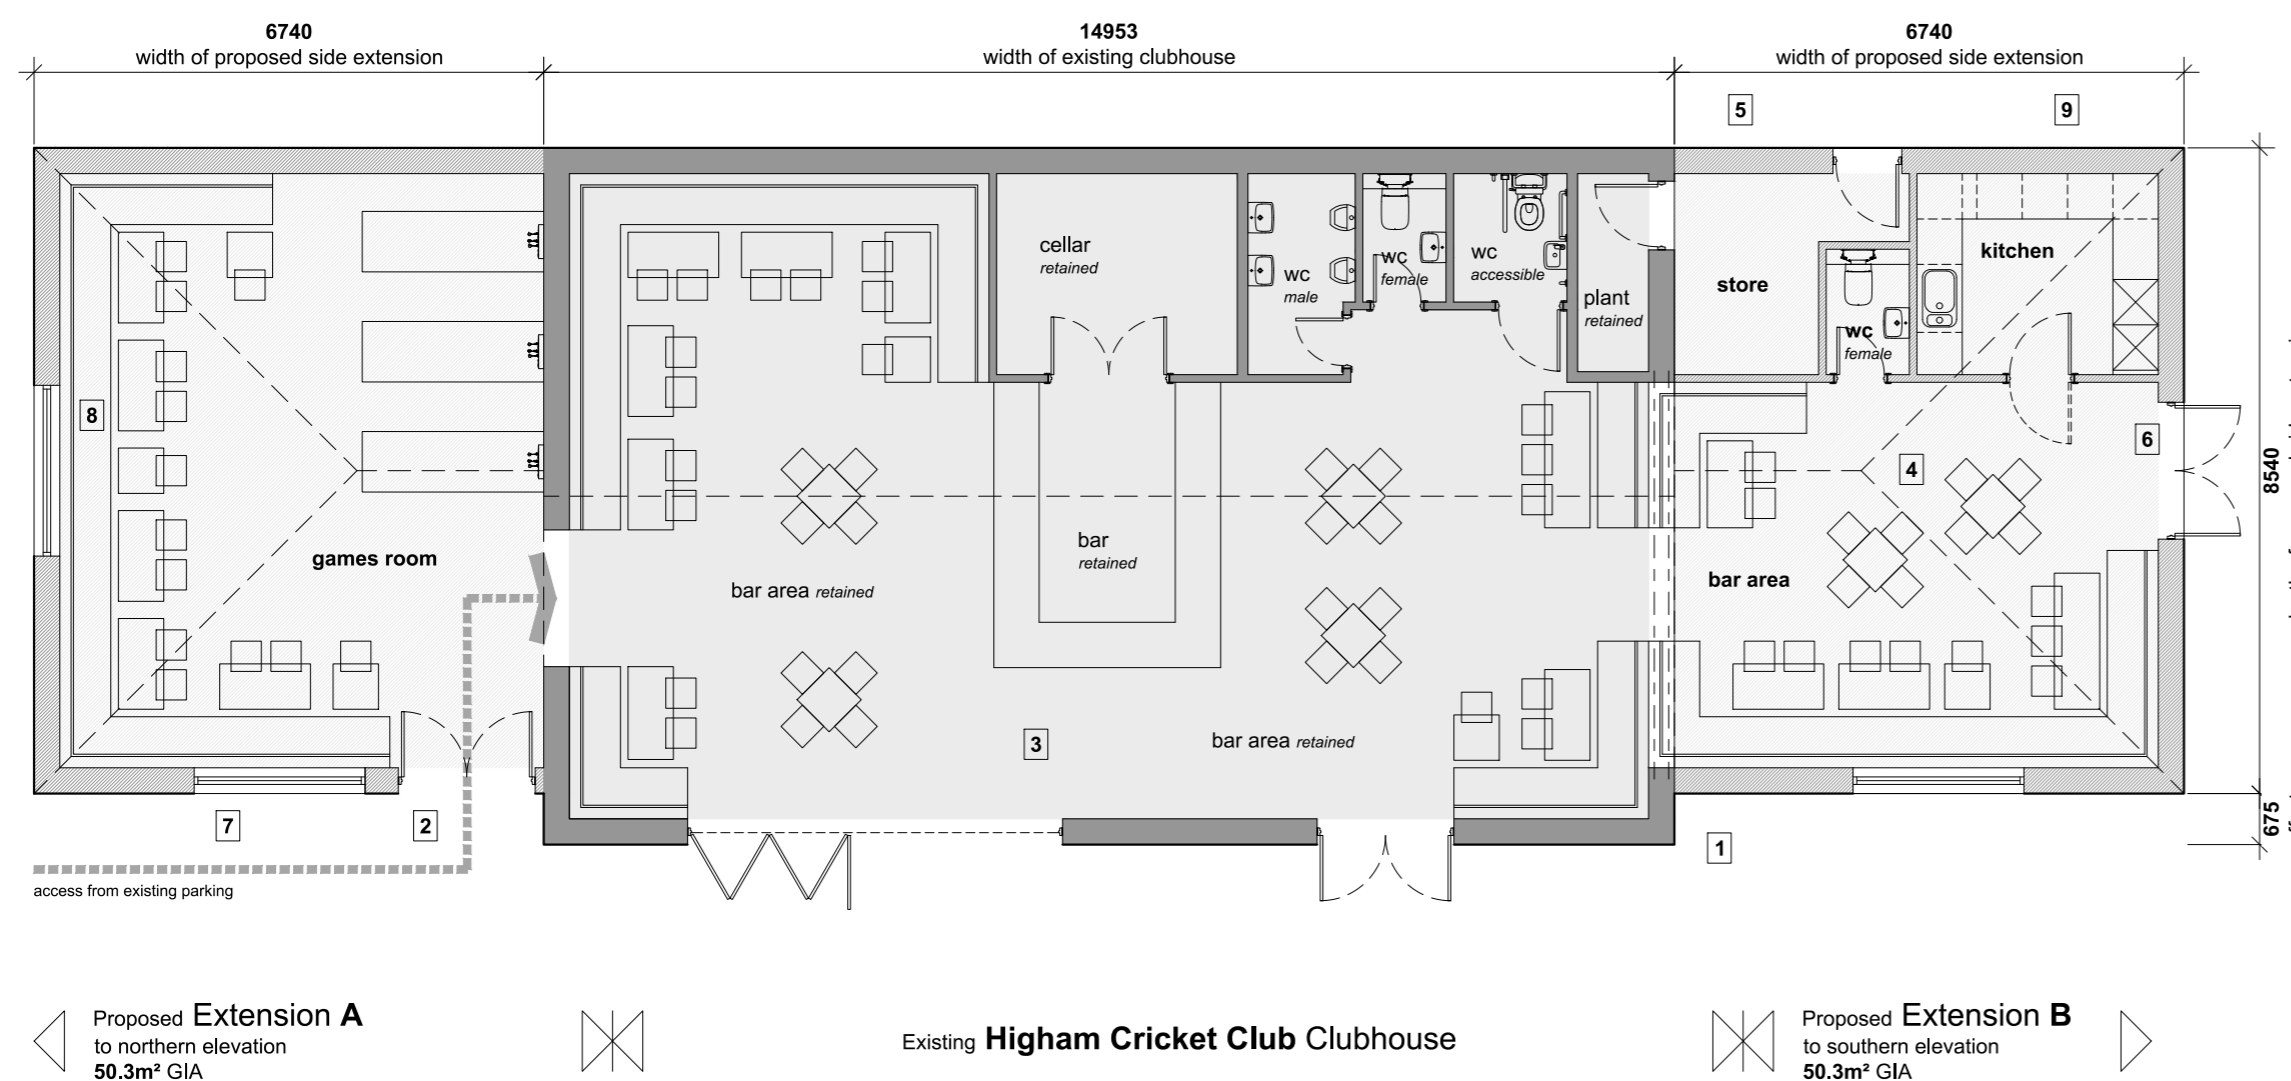 6740
width of proposed side extension
14953
width of existing clubhouse
6740
width of proposed side extension
5
9
cellar
retained
wc
male
wc
female
wc
accessible
plant
retained
store
kitchen
wc
female
8
6
4
8540
games room
bar area retained
bar
retained
bar area
3
bar area retained
7
2
1
675
access from existing parking
Proposed Extension A
to northern elevation
50.3m² GIA
Existing Higham Cricket Club Clubhouse
Proposed Extension B
to southern elevation
50.3m² GIA